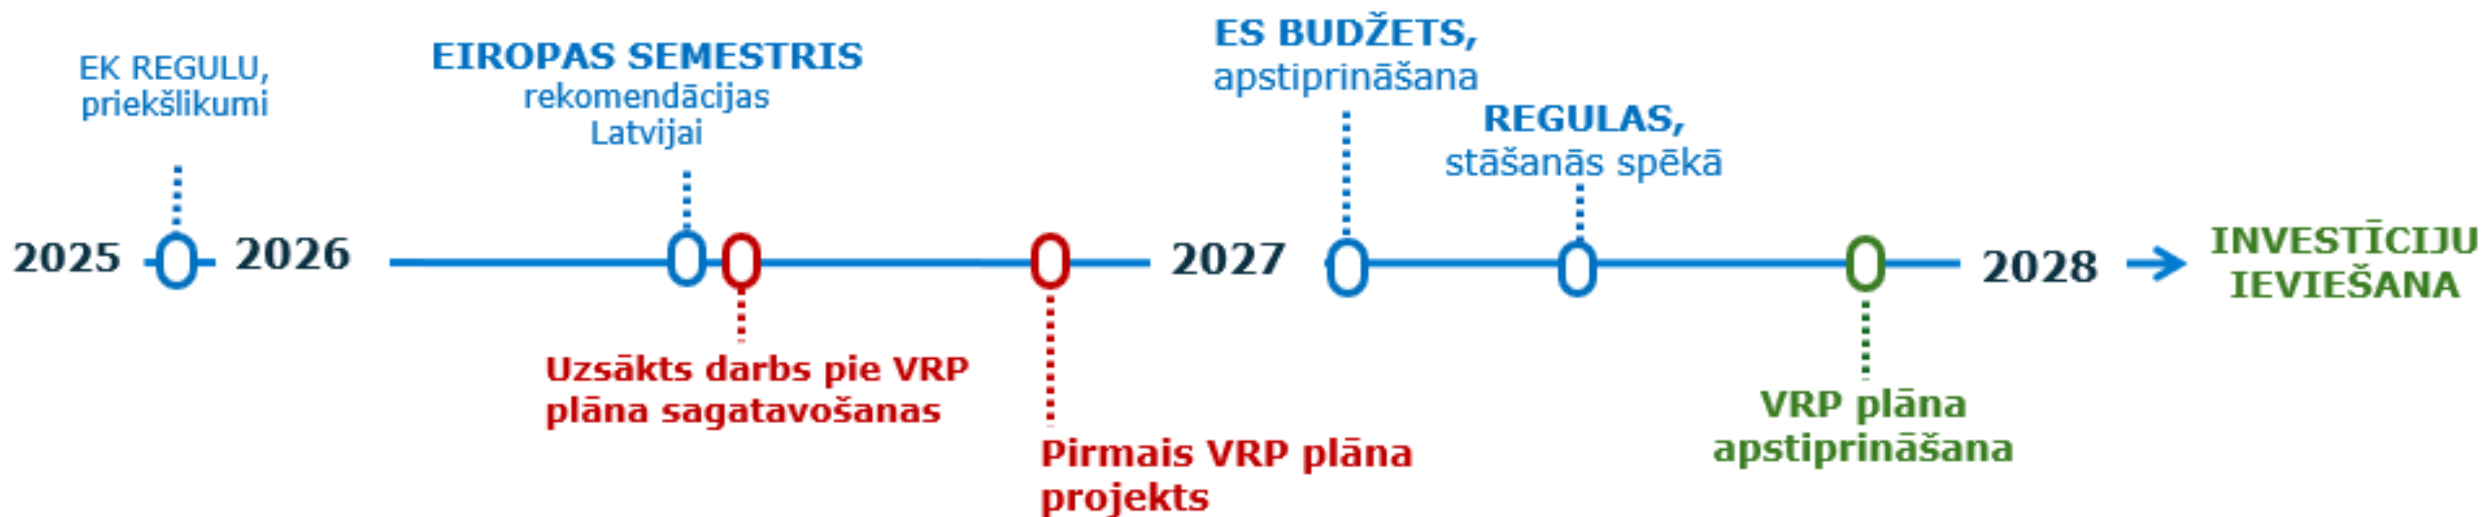 EK REGULU,
priekšlikumi
EIROPAS SEMESTRIS
rekomendācijas
Latvijai
ES BUDŽETS,
apstiprināšana
REGULAS,
stāšanās spēkā
2025
2026
2027
2028
INVESTĪCIJU
IEVIEŠANA
Uzsākts darbs pie VRP
plāna sagatavošanas
Pirmais VRP plāna
projekts
VRP plāna
apstiprināšana